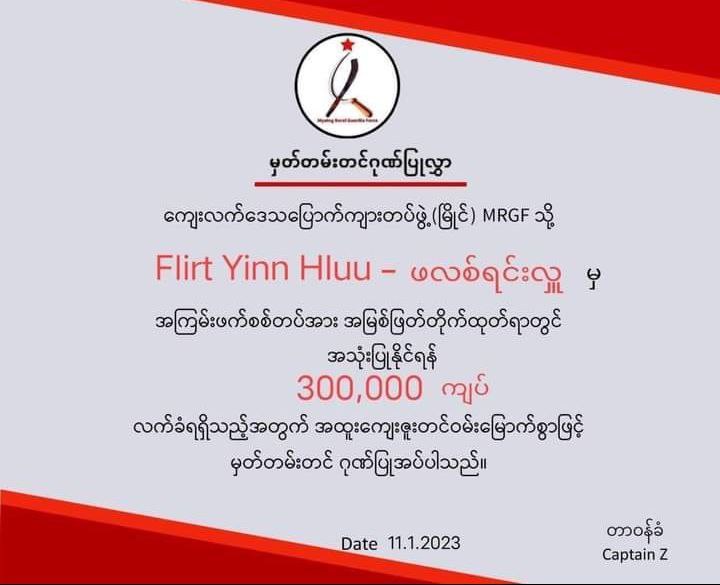 Myaing Rural Guerilla Force
မှတ်တမ်းတင်ဂုဏ်ပြုလွှာ
ကျေးလက်ဒေသပြောက်ကျားတပ်ဖွဲ့(မြိုင်) MRGF သို့
Flirt Yinn Hluu – ဖလစ်ရင်းလှူ မှ
အကြမ်းဖက်စစ်တပ်အား အမြစ်ဖြတ်တိုက်ထုတ်ရာတွင်
အသုံးပြုနိုင်ရန်
300,000 ကျပ်
လက်ခံရရှိသည့်အတွက် အထူးကျေးဇူးတင်ဝမ်းမြောက်စွာဖြင့်
မှတ်တမ်းတင် ဂုဏ်ပြုအပ်ပါသည်။
တာဝန်ခံ
Date 11.1.2023
Captain Z